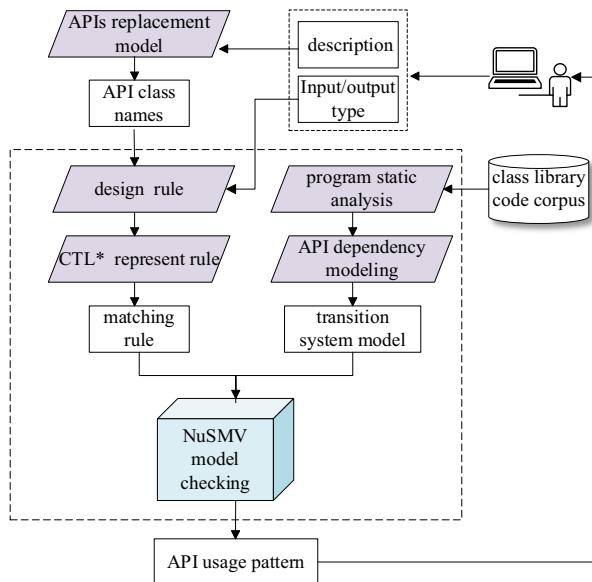 APIs replacement
model
description
Input/output
type
API class
names
design rule
program static
analysis
class library
code corpus
CTL* represent rule
API dependency
modeling
matching
rule
transition
system model
NuSMV
model
checking
API usage pattern